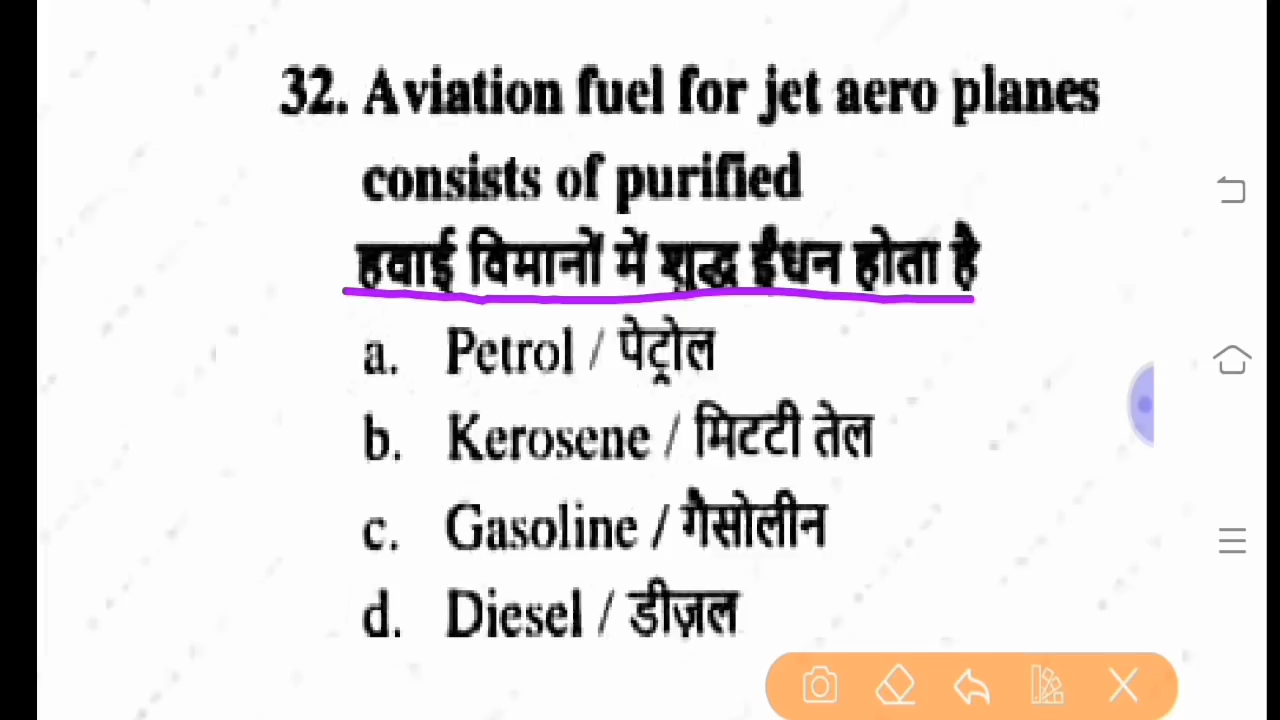 32. Aviation fuel for jet aero planes
consists of purified
हवाई विमानों में शुद्ध ईंधन होता है
a. Petrol / पेट्रोल
b. Kerosene / मिटटी तेल
c. Gasoline / गैसोलीन
d. Diesel / डीज़ल